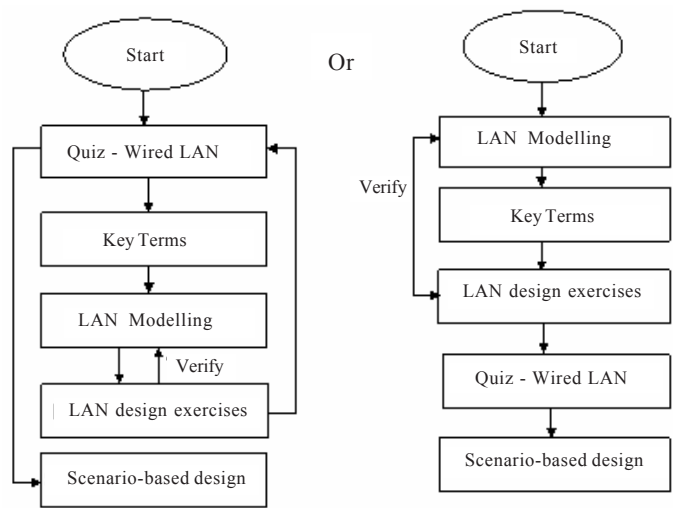 Start
Quiz - Wired LAN
Key Terms
LAN Modelling
Verify
LAN design exercises
Scenario-based design
Or
Start
LAN Modelling
Verify
Key Terms
LAN design exercises
Quiz - Wired LAN
Scenario-based design